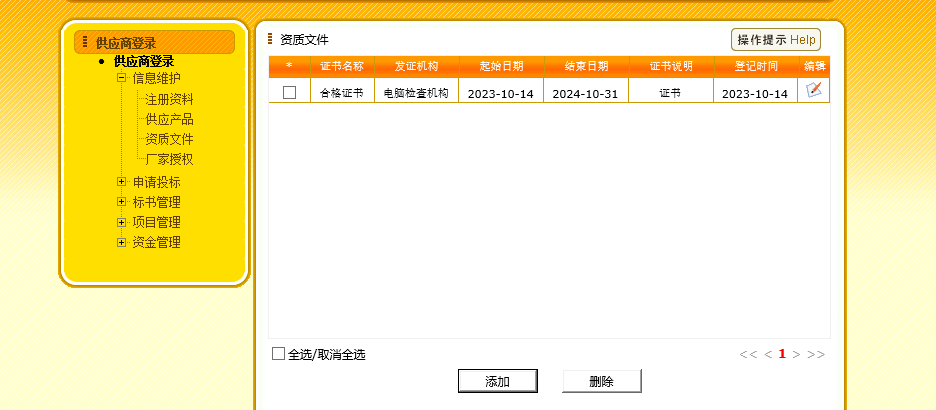 供应商登录
供应商登录
信息维护
注册资料
供应产品
资质文件
厂家授权
申请投标
标书管理
项目管理
资金管理
资质文件
操作提示 Help
* 证书名称 发证机构 起始日期 结束日期 证书说明 登记时间 编辑
合格证书 电脑检查机构 2023-10-14 2024-10-31 证书 2023-10-14
全选/取消全选
<< < 1 > >>
添加 删除